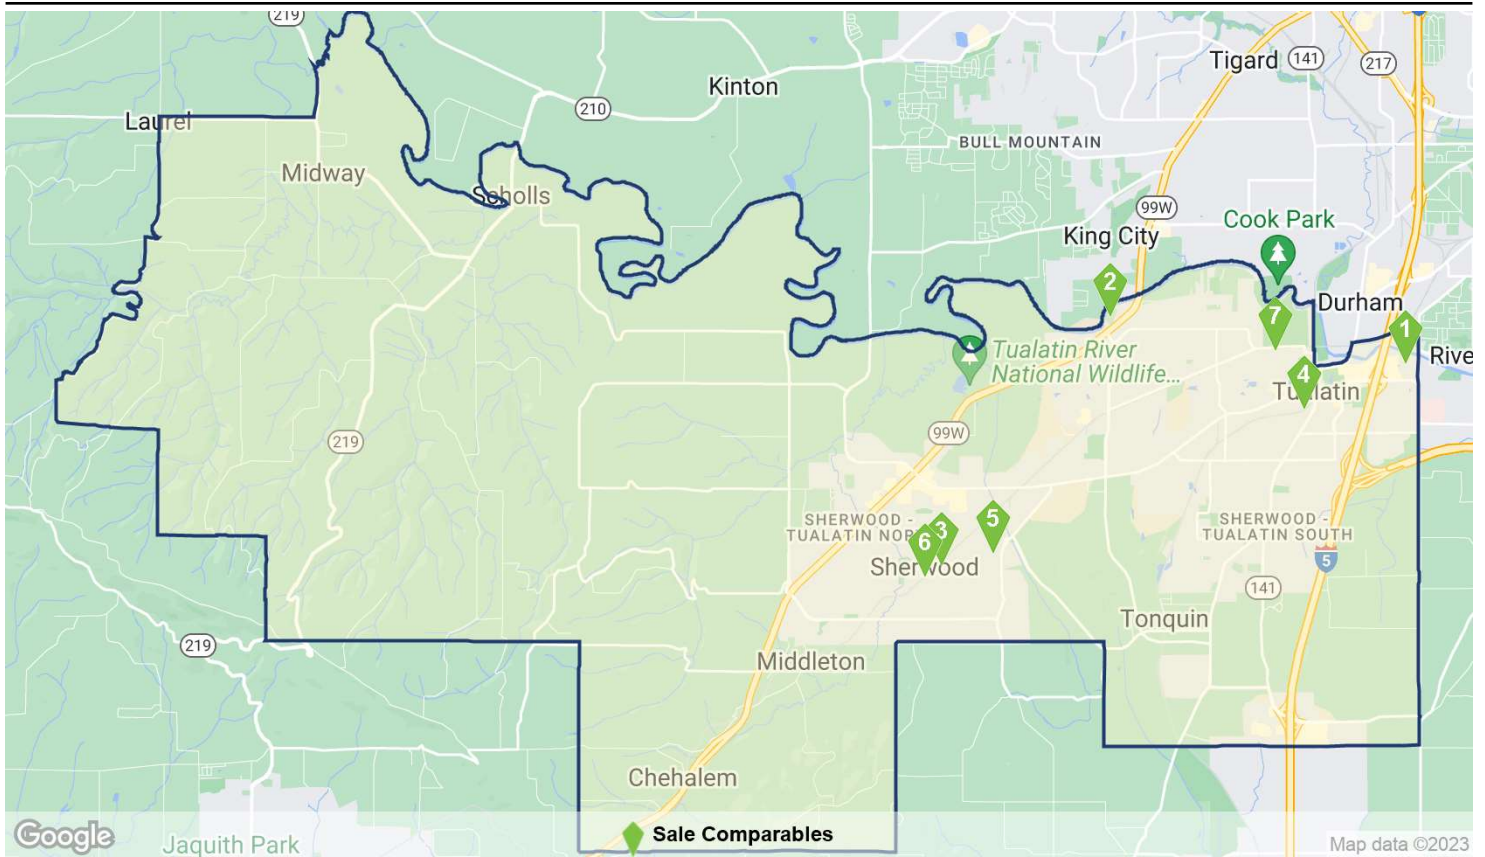 219
Tigard
141
217
Kinton
210
Laurel
BULL MOUNTAIN
Midway
Scholls
99W
Cook Park
King City
2
Durham
7
1
Tualatin River
National Wildlife...
Rive
4
Tualatin
99W
219
SHERWOOD -
TUALATIN NOR
5
SHERWOOD -
TUALATIN SOUTH
3
6
Sherwood
5
141
Tonquin
219
Middleton
Chehalem
Google
Sale Comparables
Jaquith Park
Map data ©2023